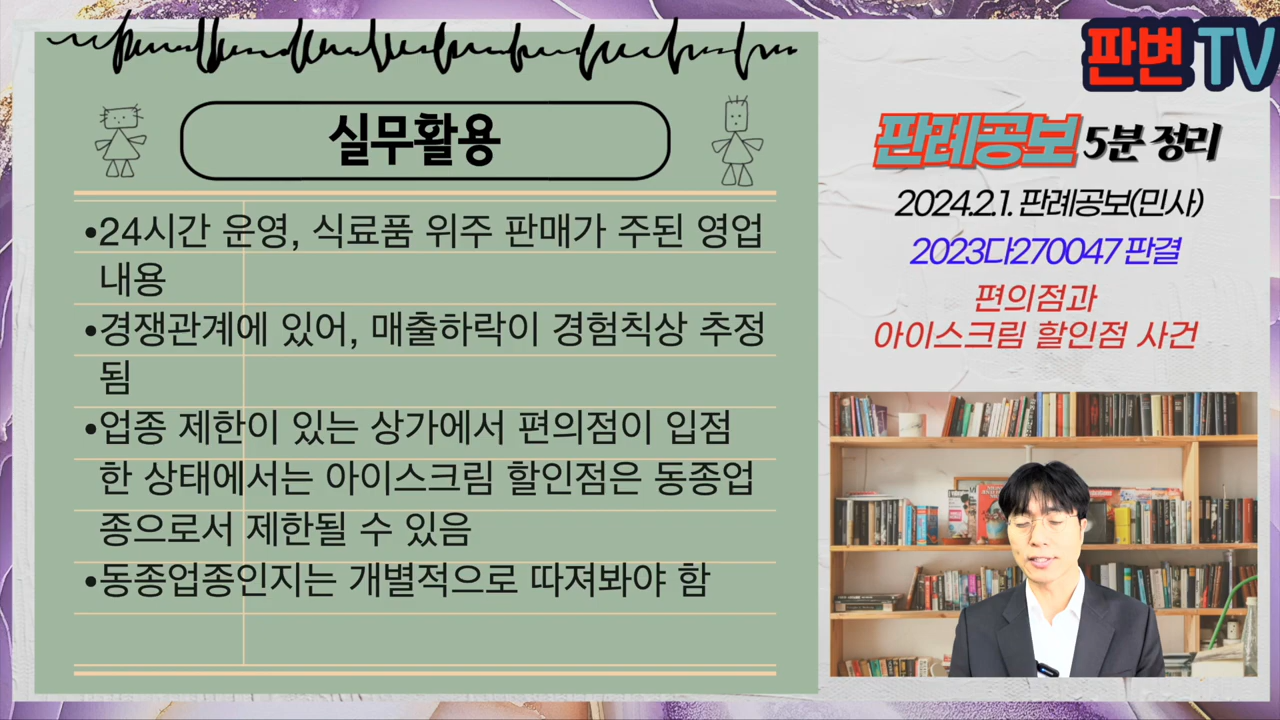 판변 TV
실무활용
•24시간 운영, 식료품 위주 판매가 주된 영업
내용
•경쟁관계에 있어, 매출하락이 경험칙상 추정
됨
•업종 제한이 있는 상가에서 편의점이 입점
한 상태에서는 아이스크림 할인점은 동종업
종으로서 제한될 수 있음
•동종업종인지는 개별적으로 따져봐야 함
판례공보 5분 정리
2024.2.1. 판례공보(민사)
2023다270047 판결
편의점과
아이스크림 할인점 사건